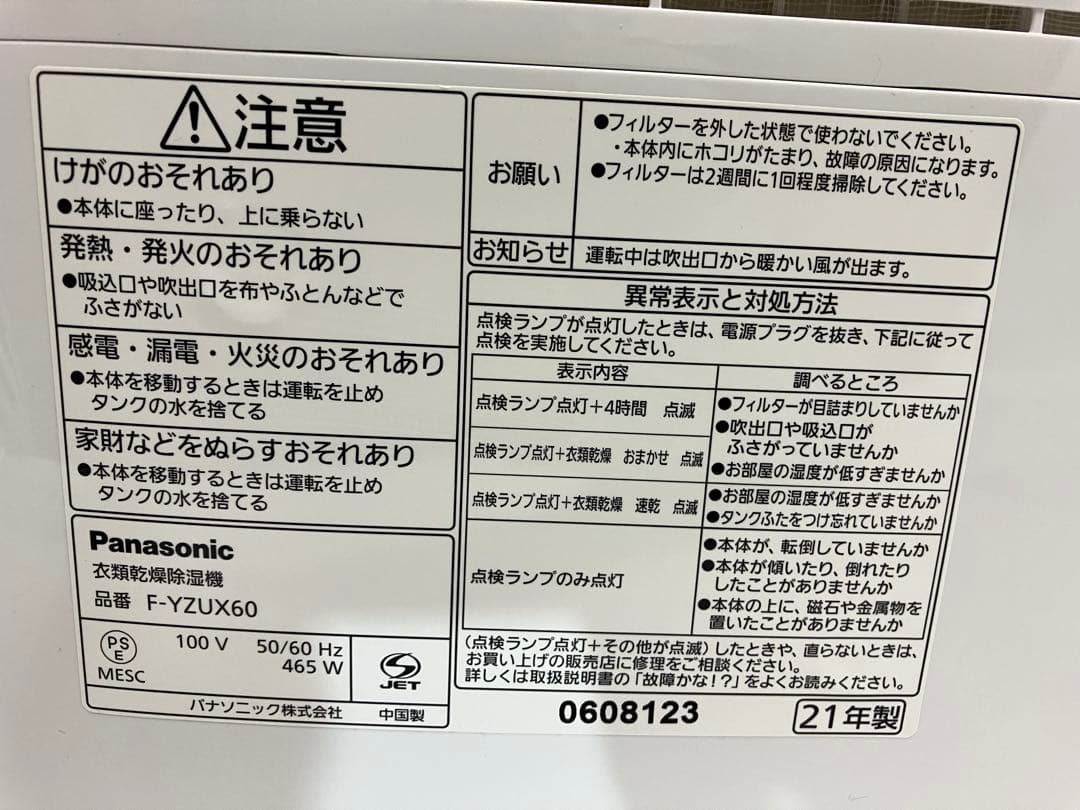 注意
けがのおそれあり
●本体に座ったり、上に乗らない
発熱・発火のおそれあり
●吸込口や吹出口を布やふとんなどで
ふさがない
感電・漏電・火災のおそれあり
●本体を移動するときは運転を止め
タンクの水を捨てる
家財などをぬらすおそれあり
●本体を移動するときは運転を止め
タンクの水を捨てる
Panasonic
衣類乾燥除湿機
品番 F-YZUX60
PS
E
MESC
100 V 50/60 Hz
465 W
JET
パナソニック株式会社 中国製
お願い
●フィルターを外した状態で使わないでください。
・本体内にホコリがたまり、故障の原因になります。
●フィルターは2週間に1回程度掃除してください。
お知らせ 運転中は吹出口から暖かい風が出ます。
異常表示と対処方法
点検ランプが点灯したときは、電源プラグを抜き、下記に従って
点検を実施してください。
表示内容 調べるところ
点検ランプ点灯+4時間 点滅
点検ランプ点灯+衣類乾燥 おまかせ 点滅
●フィルターが目詰まりしていませんか
●吹出口や吸込口が
ふさがっていませんか
●お部屋の温度が低すぎませんか
点検ランプ点灯+衣類乾燥 速乾 点滅
●お部屋の湿度が低すぎませんか
●タンクふたをつけ忘れていませんか
点検ランプのみ点灯
●本体が、転倒していませんか
●本体が傾いたり、倒れたり
したことがありませんか
●本体の上に、磁石や金属物を
置いたことがありませんか
(点検ランプ点灯+その他が点滅)したときや、直らないときは、
お買い上げの販売店に修理をご相談ください。
詳しくは取扱説明書の「故障かな!?」をよくお読みください。
0608123 21年製